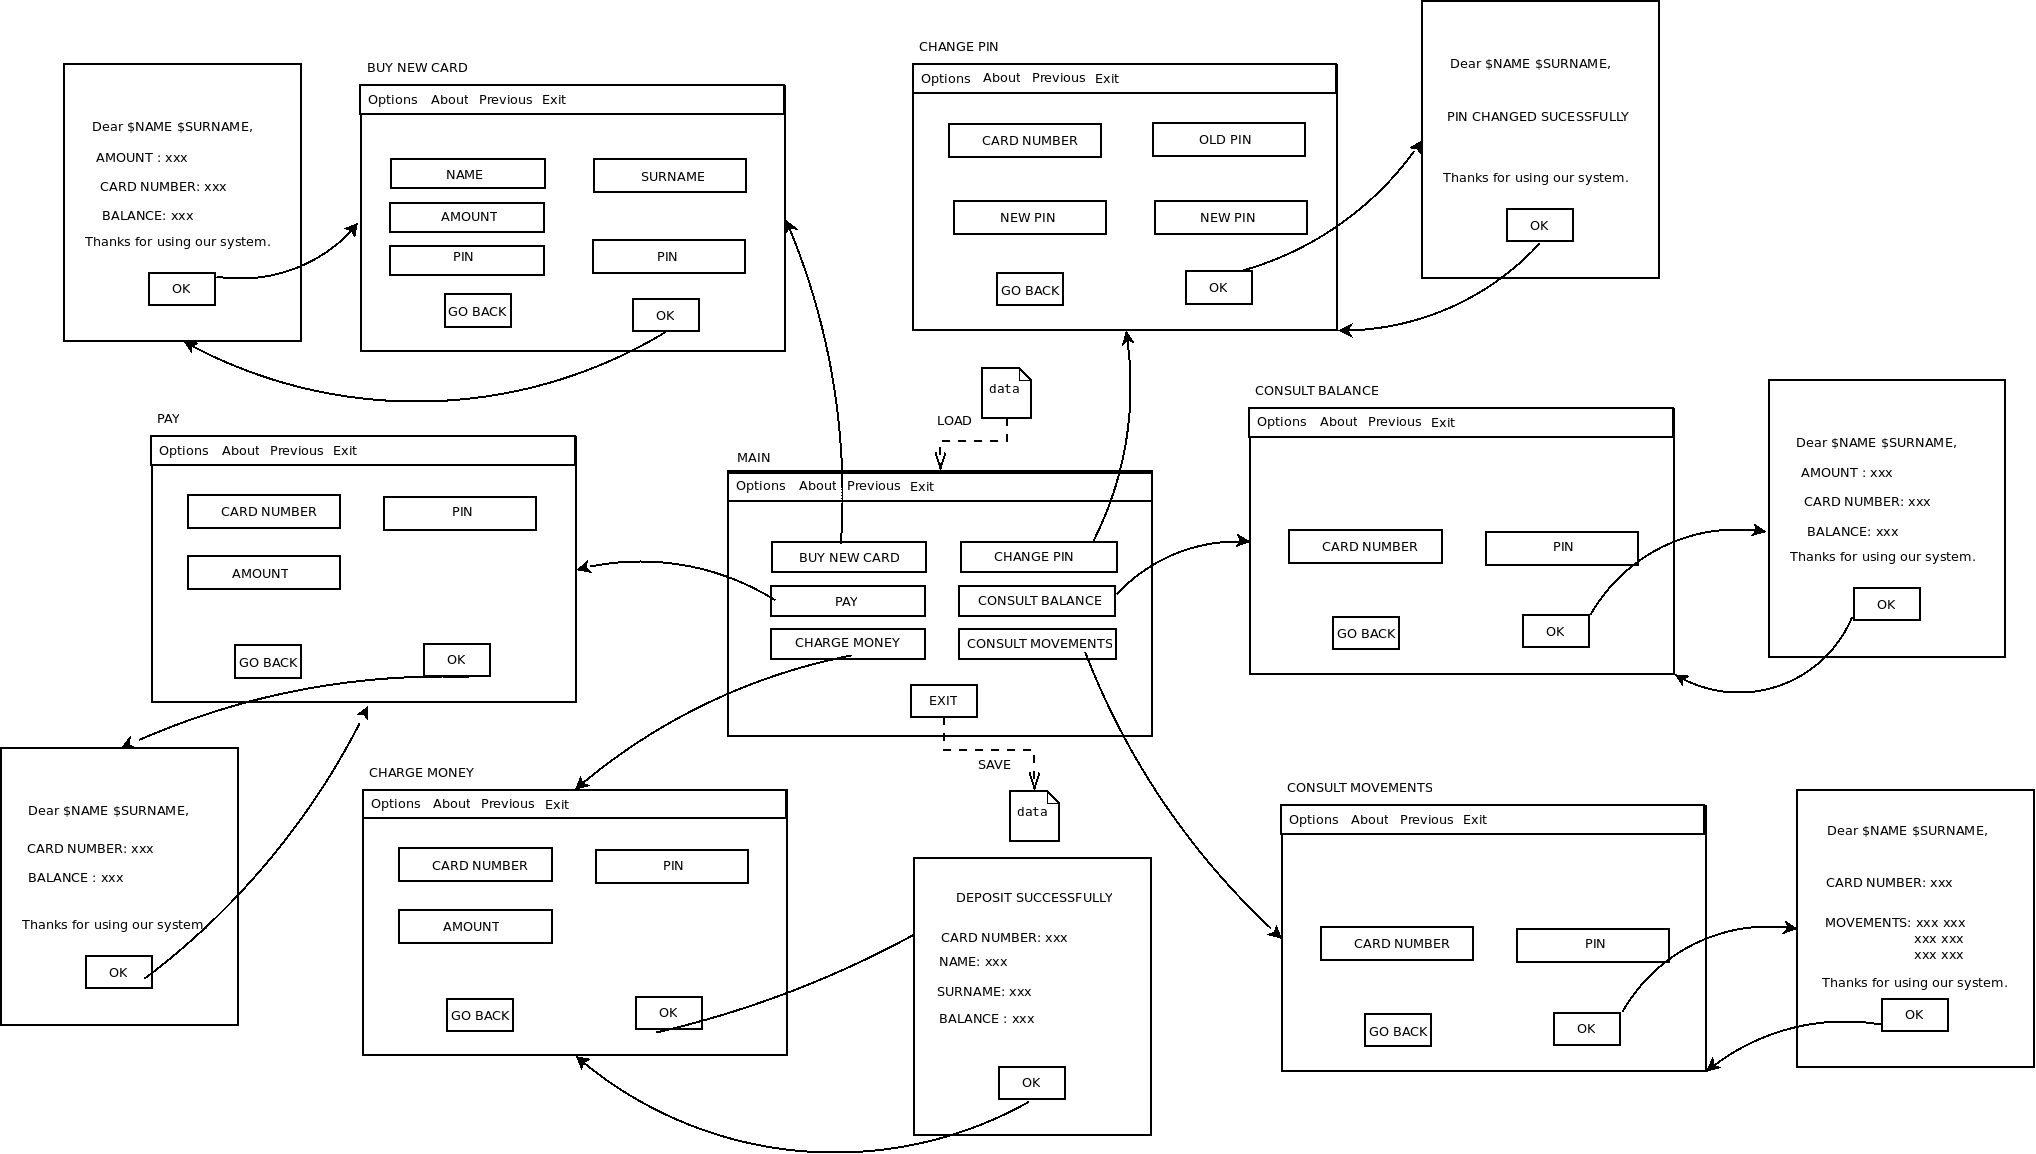 Dear $NAME $SURNAME,
AMOUNT : xxx
CARD NUMBER: xxx
BALANCE: xxx
Thanks for using our system.
OK
BUY NEW CARD
Options About Previous Exit
NAME SURNAME
AMOUNT
PIN PIN
GO BACK OK
CHANGE PIN
Options About Previous Exit
CARD NUMBER OLD PIN
NEW PIN NEW PIN
GO BACK OK
Dear $NAME $SURNAME,
PIN CHANGED SUCESSFULLY
Thanks for using our system.
OK
PAY
Options About Previous Exit
CARD NUMBER PIN
AMOUNT
GO BACK OK
data
LOAD
MAIN
Options About Previous Exit
BUY NEW CARD CHANGE PIN
PAY CONSULT BALANCE
CHARGE MONEY CONSULT MOVEMENTS
EXIT
SAVE
data
CONSULT BALANCE
Options About Previous Exit
CARD NUMBER PIN
GO BACK OK
Dear $NAME $SURNAME,
AMOUNT : xxx
CARD NUMBER: xxx
BALANCE: xxx
Thanks for using our system.
OK
Dear $NAME $SURNAME,
CARD NUMBER: xxx
BALANCE : xxx
Thanks for using our system.
OK
CHARGE MONEY
Options About Previous Exit
CARD NUMBER PIN
AMOUNT
GO BACK OK
DEPOSIT SUCCESSFULLY
CARD NUMBER: xxx
NAME: xxx
SURNAME: xxx
BALANCE : xxx
OK
CONSULT MOVEMENTS
Options About Previous Exit
CARD NUMBER PIN
GO BACK OK
Dear $NAME $SURNAME,
CARD NUMBER: xxx
MOVEMENTS: xxx xxx
xxx xxx
xxx xxx
Thanks for using our system.
OK